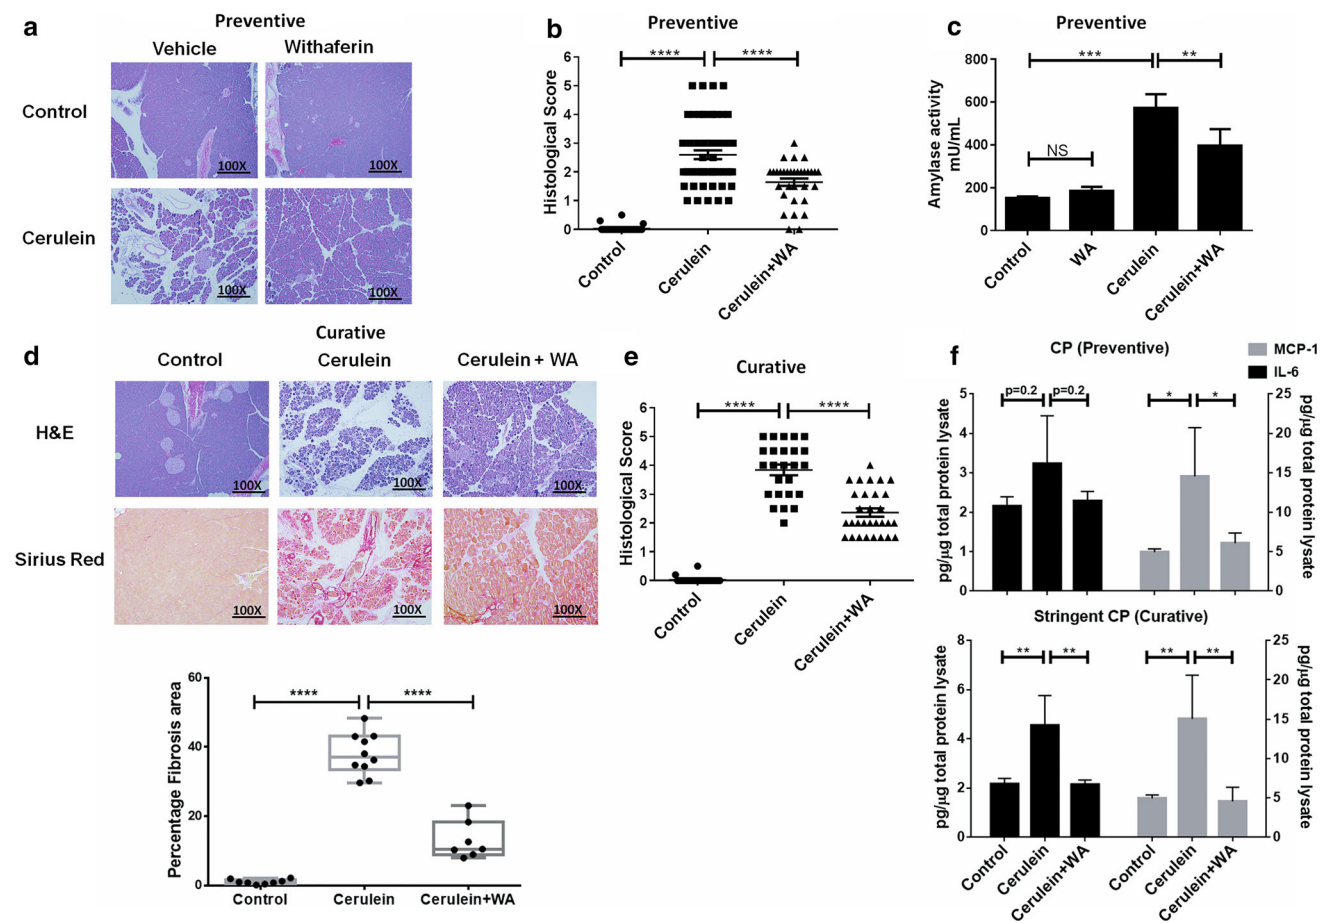 a
Preventive
Vehicle
Withaferin
Control
100X
100X
Cerulein
100X
100X
b
Preventive
**** ****
Histological Score
6
5
4
3
2
1
0
Control
Cerulein
Cerulein+WA
c
Preventive
*** **
NS
Amylase activity
mU/mL
800
600
400
200
0
Control
WA
Cerulein
Cerulein+WA
d
Curative
Control
Cerulein
Cerulein + WA
H&E
100X
100X
100X
Sirius Red
100X
100X
100X
Percentage Fibrosis area
60
40
20
0
**** ****
Control
Cerulein
Cerulein+WA
e
Curative
**** ****
Histological Score
6
5
4
3
2
1
0
Control
Cerulein
Cerulein+WA
f
MCP-1
IL-6
CP (Preventive)
p=0.2 p=0.2
* *
pg/µg total protein lysate
5
4
3
2
1
0
25
20
15
10
5
0
pg/µg total protein lysate
Stringent CP (Curative)
** **
** **
pg/µg total protein lysate
8
6
4
2
0
25
20
15
10
5
0
pg/µg total protein lysate
Control
Cerulein
Cerulein+WA
Control
Cerulein
Cerulein+WA